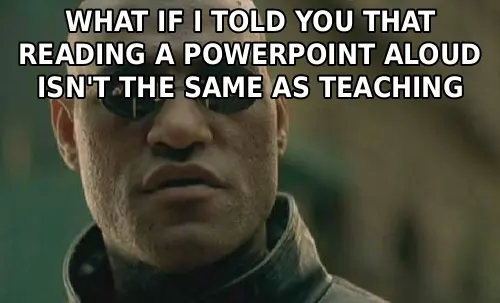 WHAT IF I TOLD YOU THAT
READING A POWERPOINT ALOUD
ISN'T THE SAME AS TEACHING